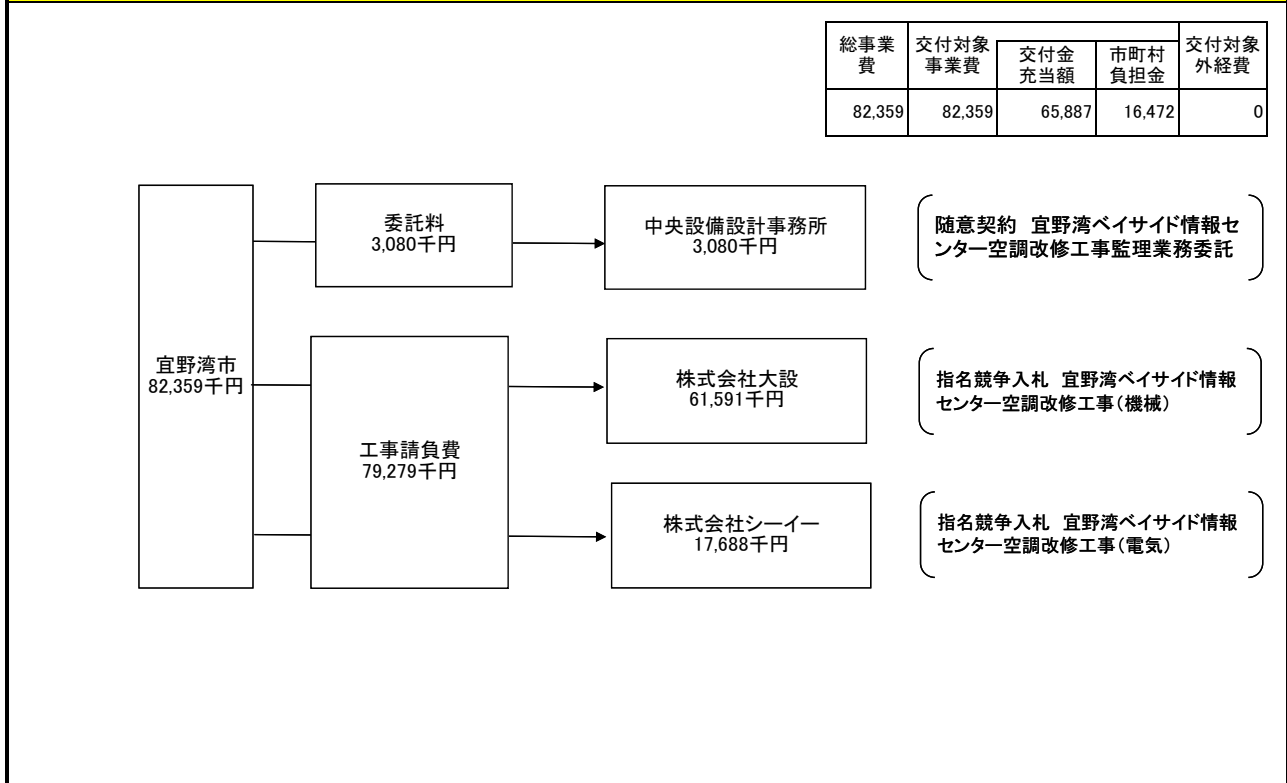 総事業
費
交付対象
事業費
交付金
充当額
市町村
負担金
交付対象
外経費
82,359
82,359
65,887
16,472
0
委託料
3,080千円
中央設備設計事務所
3,080千円
随意契約 宜野湾ベイサイド情報セ
ンター空調改修工事監理業務委託
宜野湾市
82,359千円
株式会社大設
61,591千円
指名競争入札 宜野湾ベイサイド情報
センター空調改修工事(機械)
工事請負費
79,279千円
株式会社シーイー
17,688千円
指名競争入札 宜野湾ベイサイド情報
センター空調改修工事(電気)